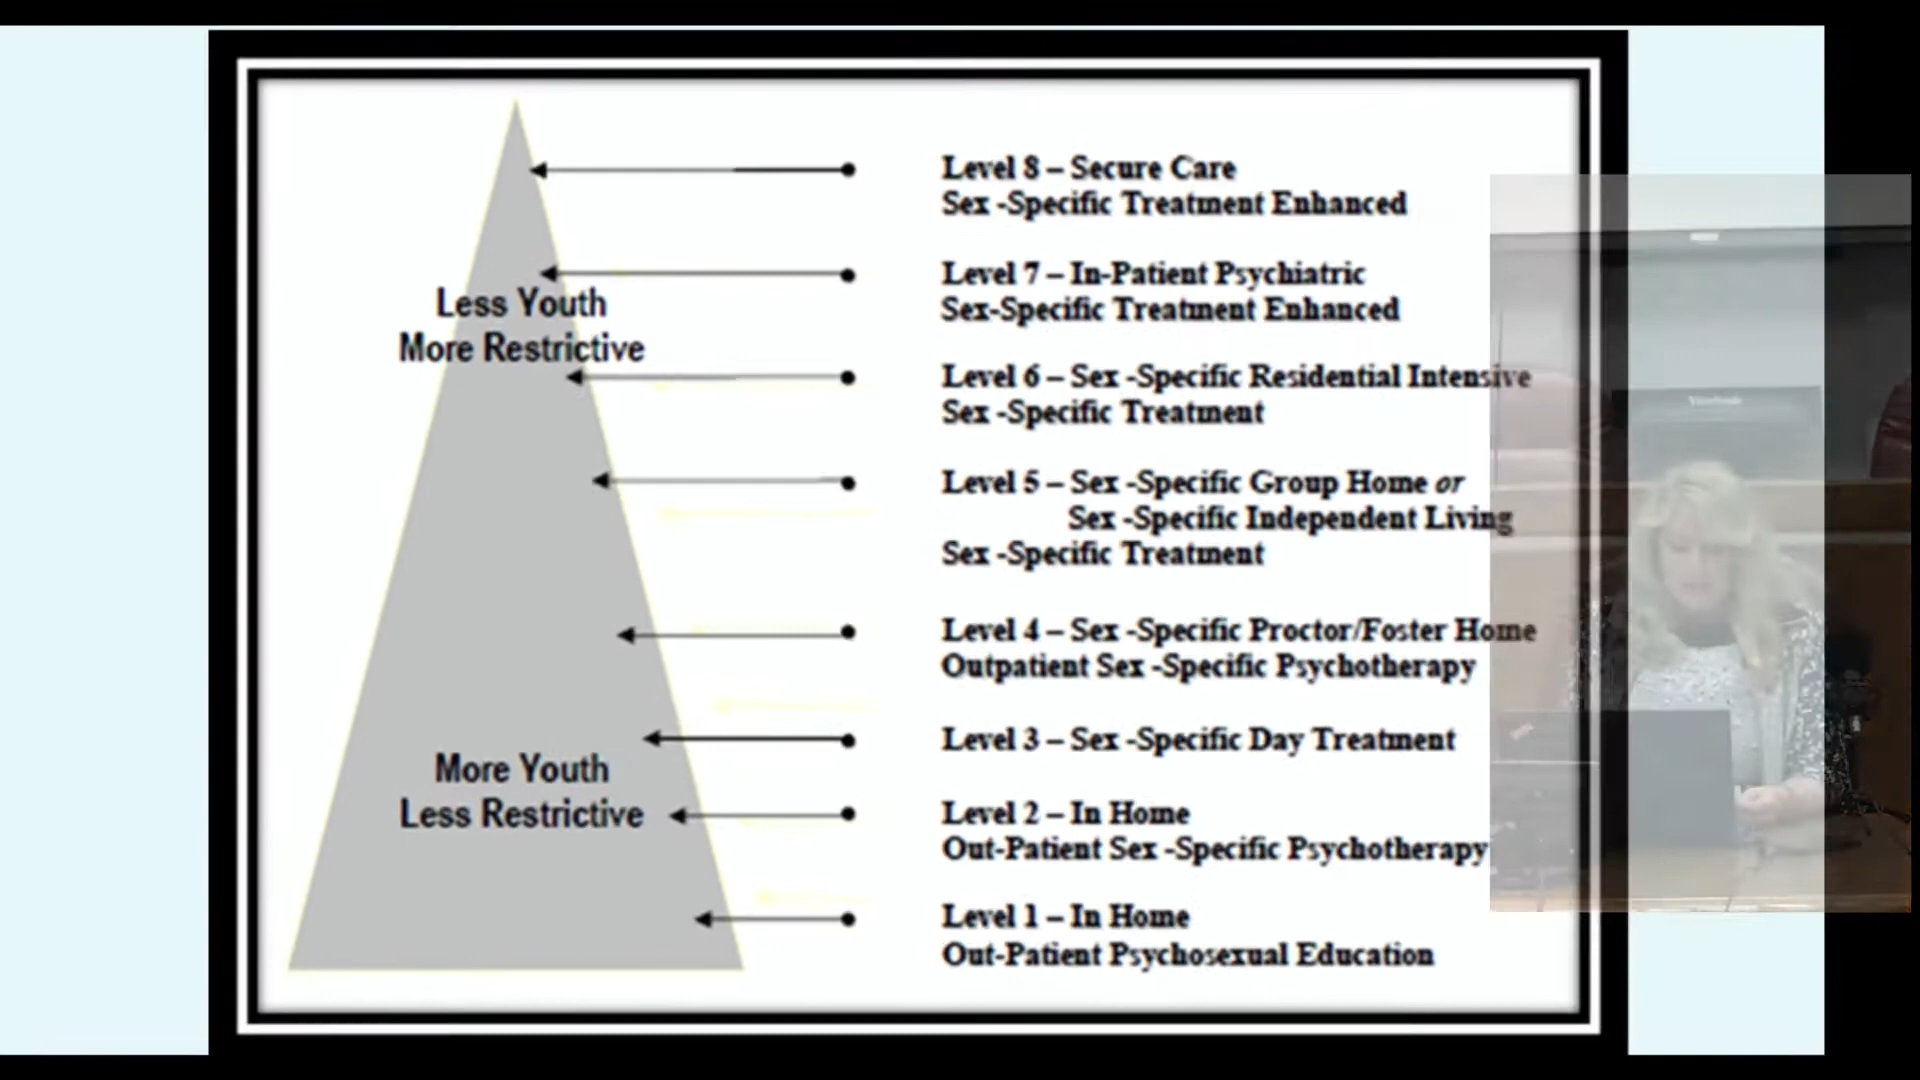 Level 8 – Secure Care
Sex -Specific Treatment Enhanced
Level 7 – In-Patient Psychiatric
Sex-Specific Treatment Enhanced
Less Youth
More Restrictive
Level 6 – Sex -Specific Residential Intensive
Sex -Specific Treatment
Level 5 – Sex -Specific Group Home or
Sex -Specific Independent Living
Sex -Specific Treatment
Level 4 – Sex -Specific Proctor/Foster Home
Outpatient Sex -Specific Psychotherapy
Level 3 – Sex -Specific Day Treatment
More Youth
Less Restrictive
Level 2 – In Home
Out-Patient Sex -Specific Psychotherapy
Level 1 – In Home
Out-Patient Psychosexual Education